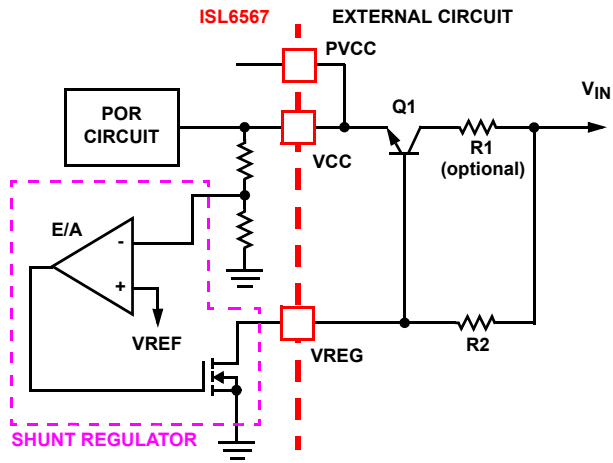 ISL6567
EXTERNAL CIRCUIT
PVCC
VIN
POR
CIRCUIT
Q1
VCC
R1
(optional)
E/A
-
+
VREF
VREG
R2
SHUNT REGULATOR